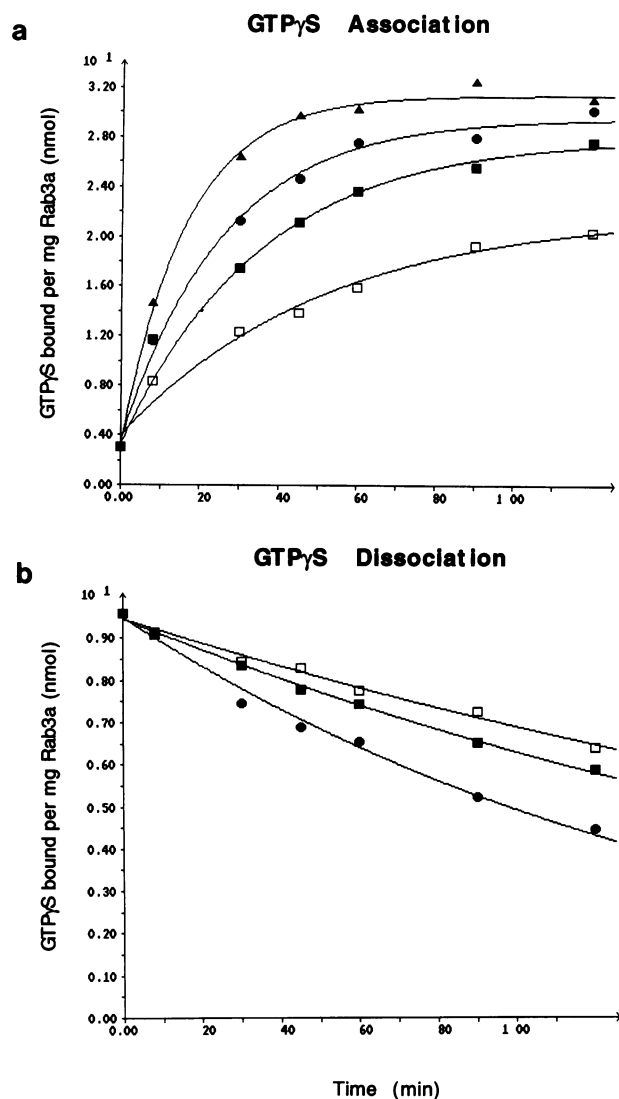 a
GTPγS Association
10 1
3.20
2.80
2.40
2.00
1.60
1.20
0.80
0.40
0.00
GTPγS bound per mg Rab3a (nmol)
0.00 20 40 60 80 1 00
b
GTPγS Dissociation
10 1
0.90
0.80
0.70
0.60
0.50
0.40
0.30
0.20
0.10
0.00
GTPγS bound per mg Rab3a (nmol)
0.00 20 40 60 80 1 00
Time (min)